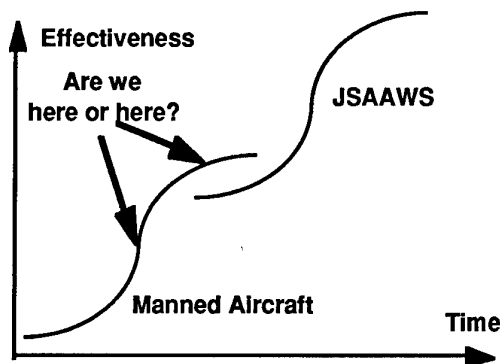 Effectiveness
Are we
here or here?
JSAAWS
Manned Aircraft
Time